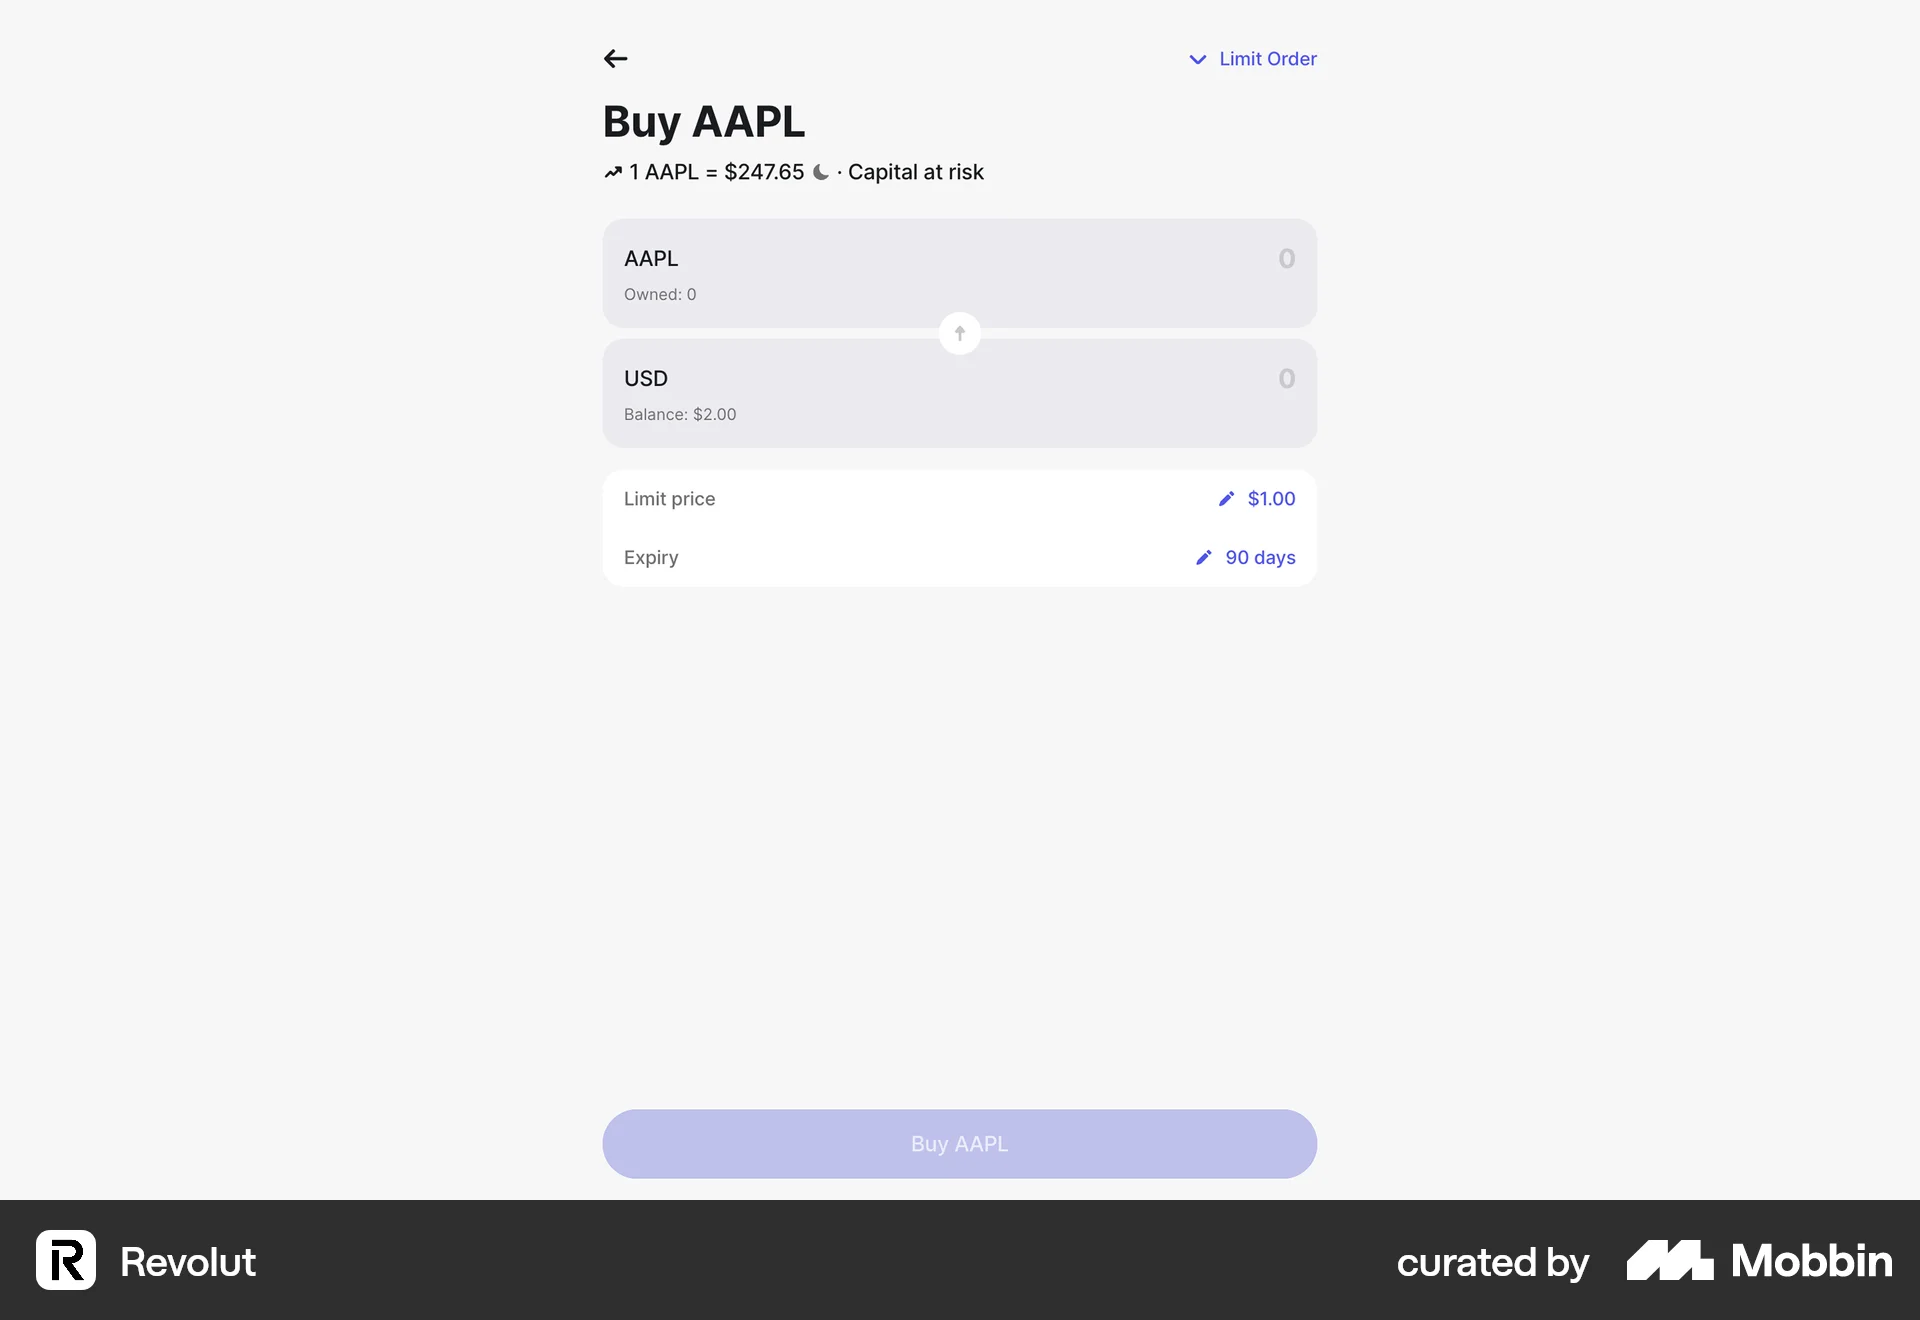 Limit Order
Buy AAPL
1 AAPL = $247.65 · Capital at risk
AAPL 0
Owned: 0
USD 0
Balance: $2.00
Limit price $1.00
Expiry 90 days
Buy AAPL
Revolut curated by Mobbin